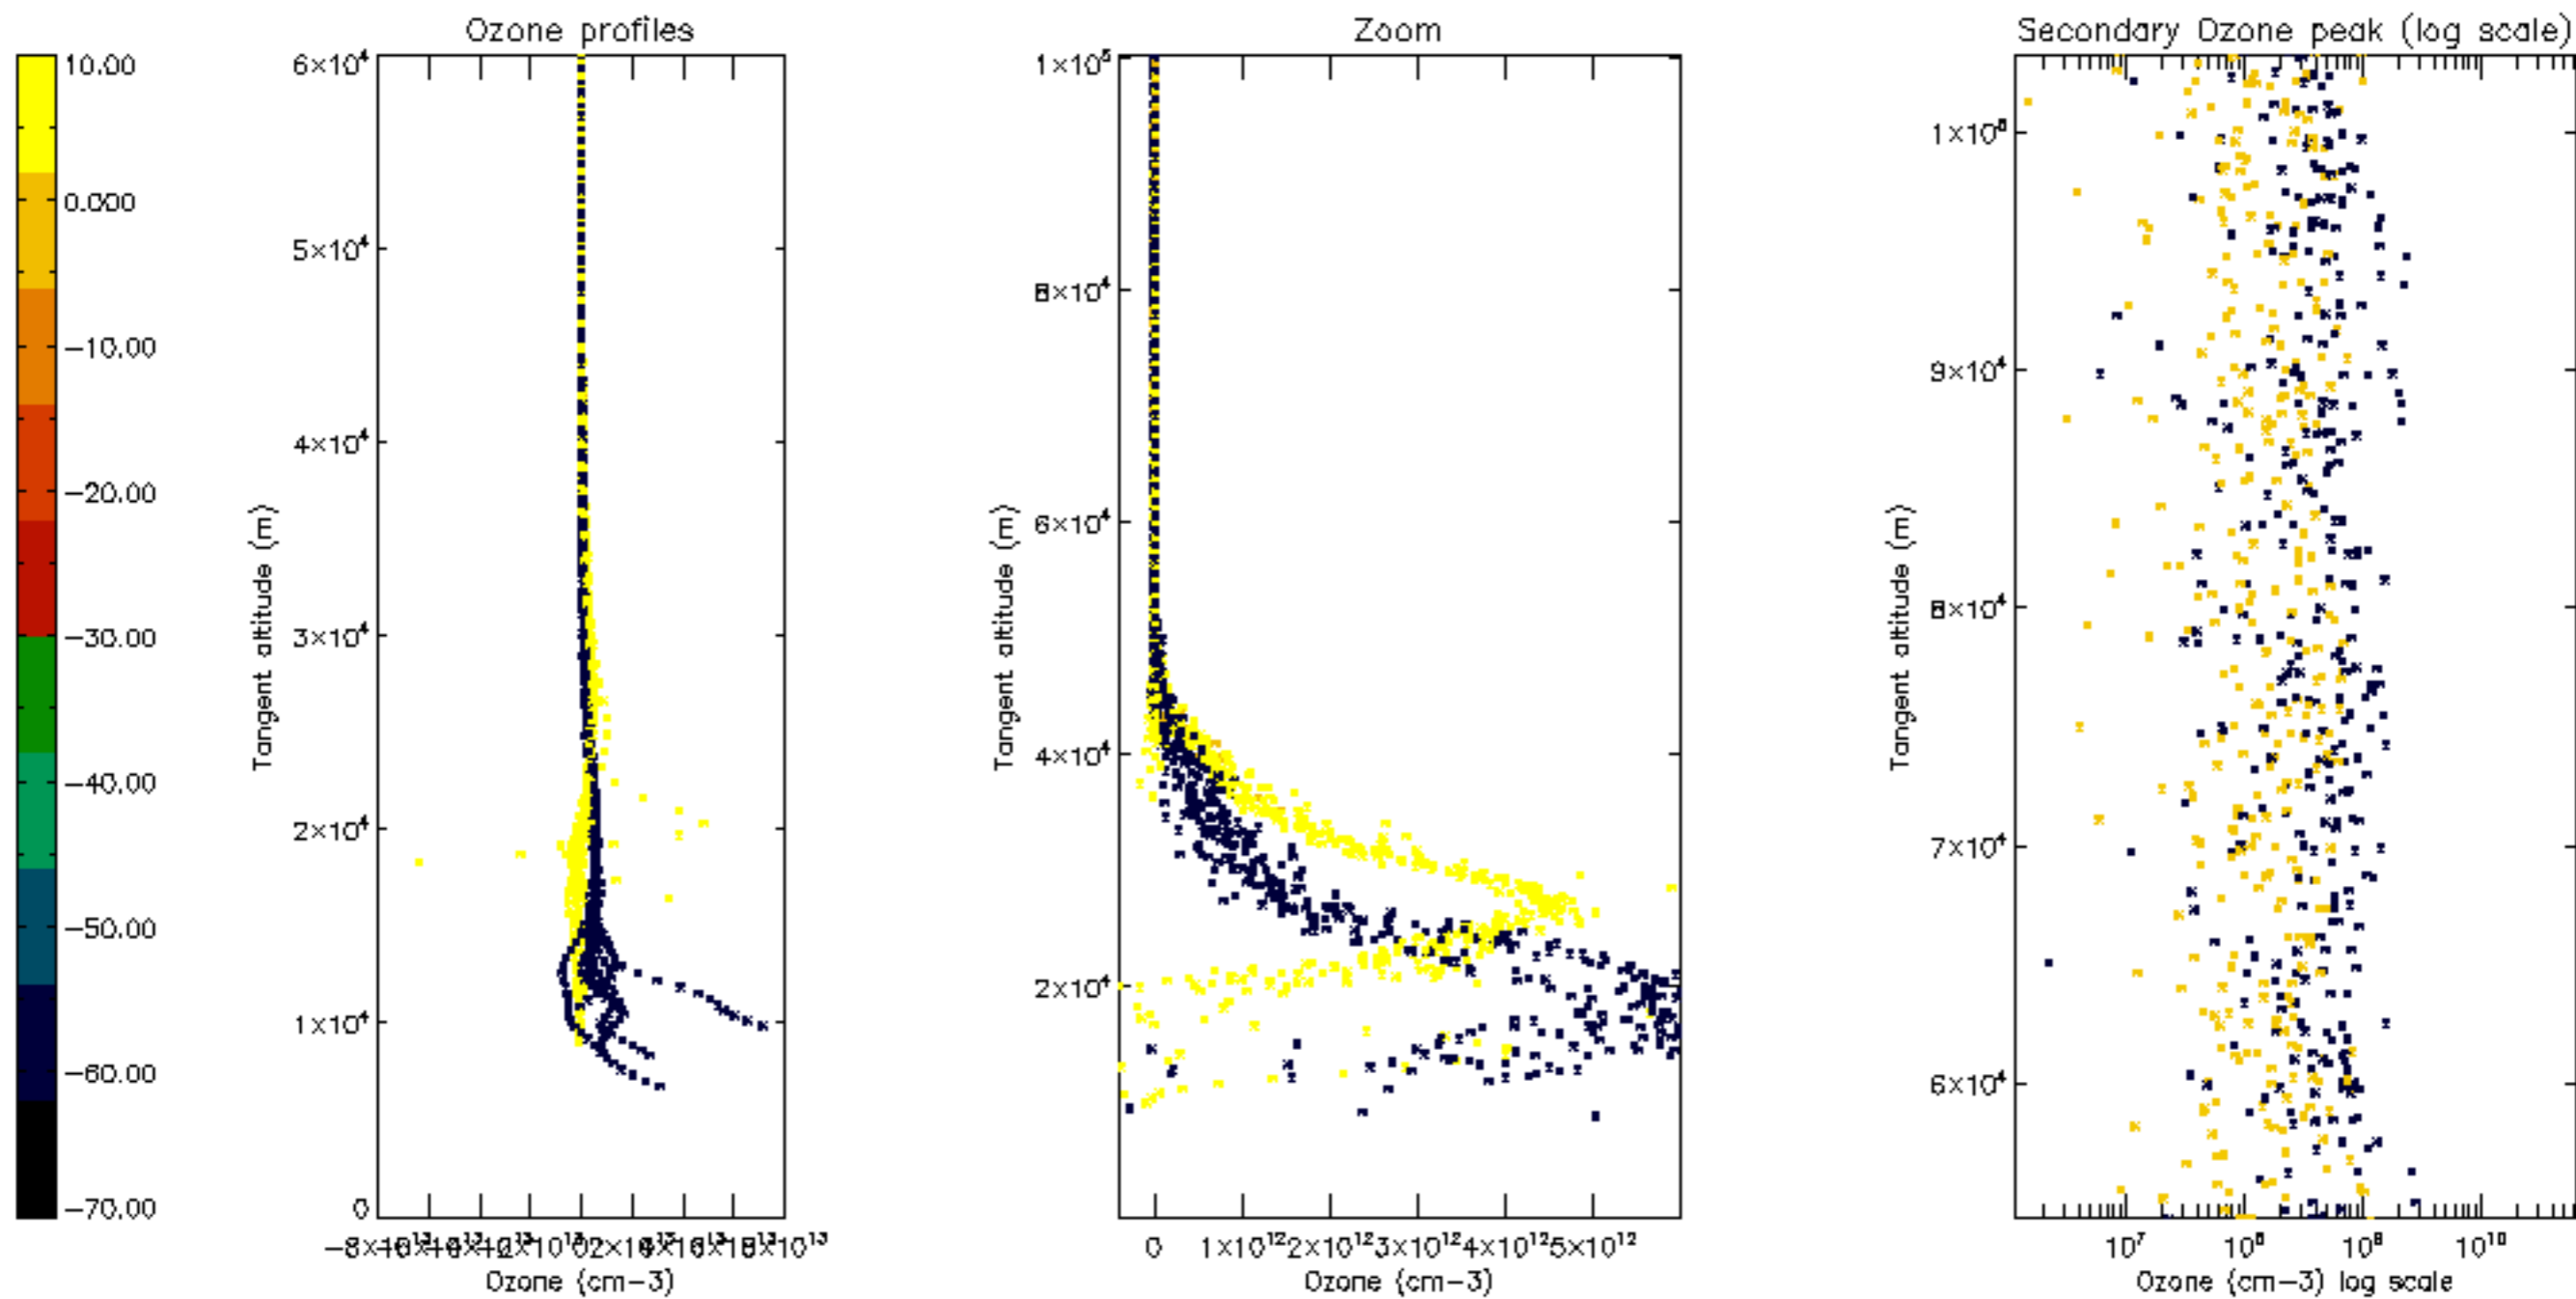 Ozone profiles
Zoom
Secondary Ozone peak (log scale)
10.00
0.000
-10.00
-20.00
-30.00
-40.00
-50.00
-60.00
-70.00
6×10⁴
5×10⁴
4×10⁴
3×10⁴
2×10⁴
1×10⁴
0
Tangent altitude (m)
Ozone (cm-3)
1×10⁵
8×10⁴
6×10⁴
4×10⁴
2×10⁴
Tangent altitude (m)
0 1×10¹² 2×10¹² 3×10¹² 4×10¹² 5×10¹²
Ozone (cm-3)
9×10⁴
8×10⁴
7×10⁴
6×10⁴
Tangent altitude (m)
10⁷ 10⁸ 10⁹ 10¹⁰
Ozone (cm-3) log scale